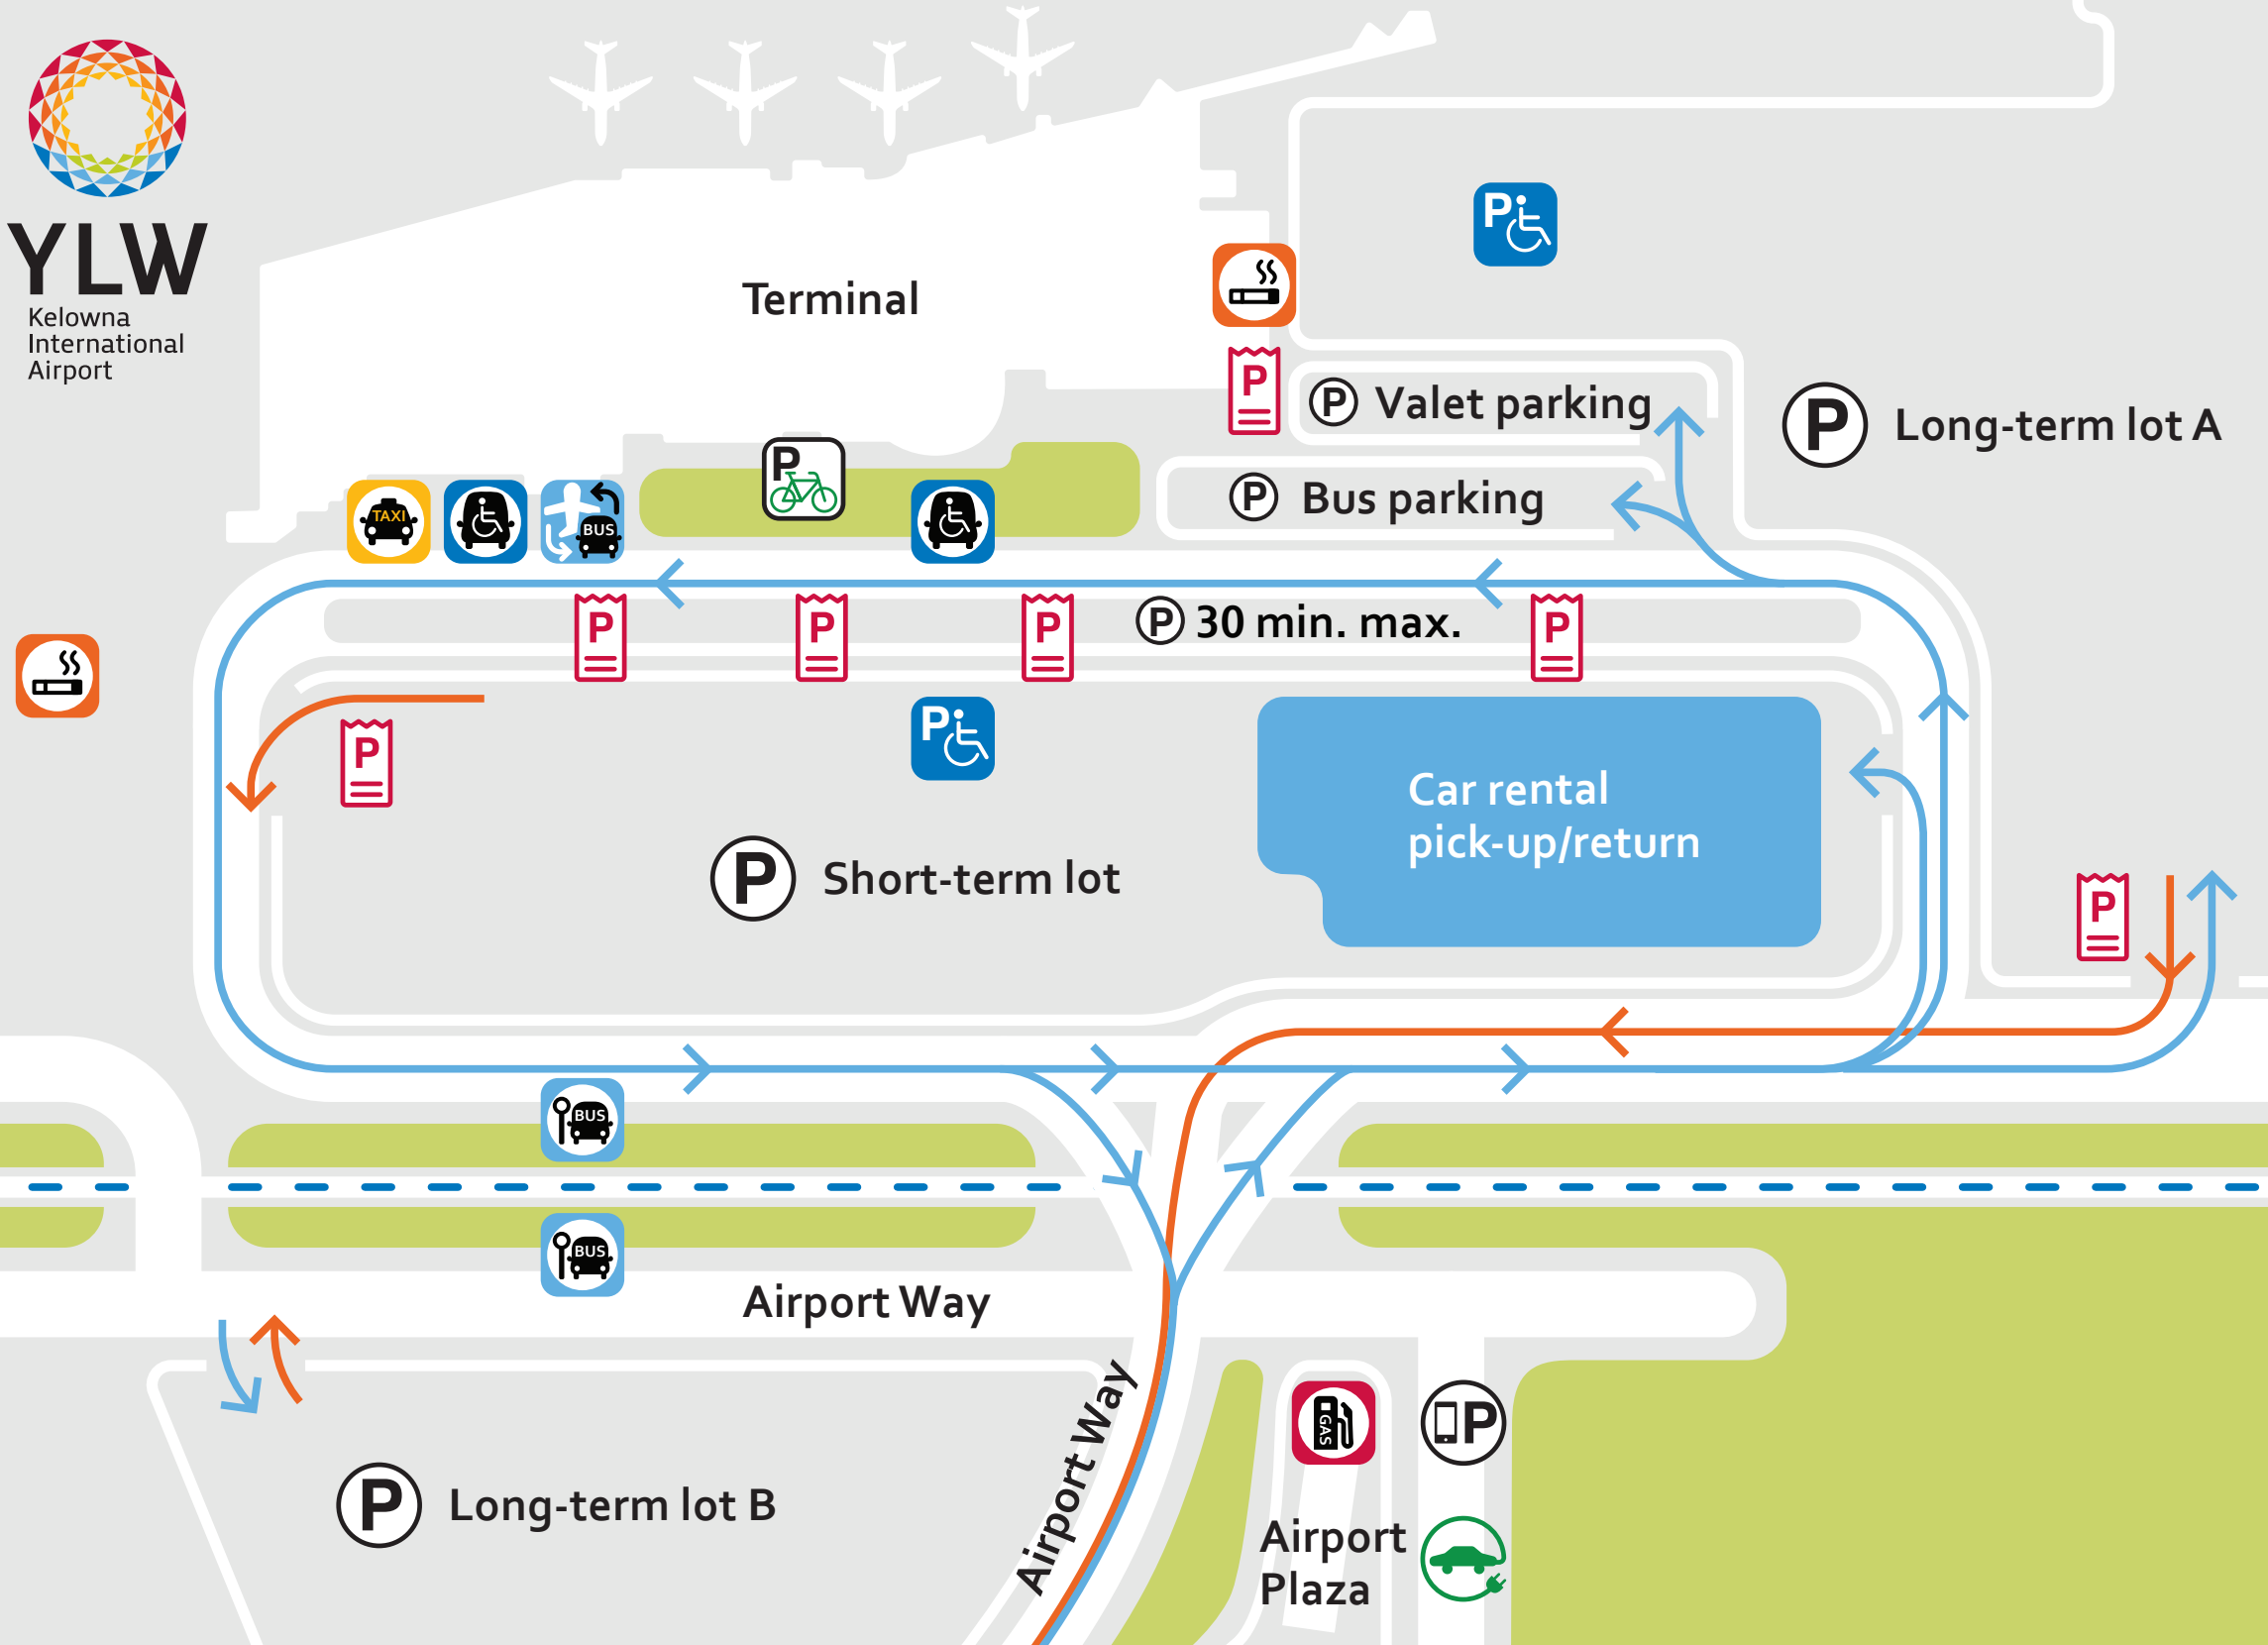 YLW
Kelowna
International
Airport
Terminal
P
P
P Valet parking
P Long-term lot A
P
P Bus parking
TAXI
BUS
P
P
P
P 30 min. max.
P
P
P
Car rental
pick-up/return
P Short-term lot
P
BUS
BUS
Airport Way
Airport Way
GAS
P
P Long-term lot B
Airport
Plaza